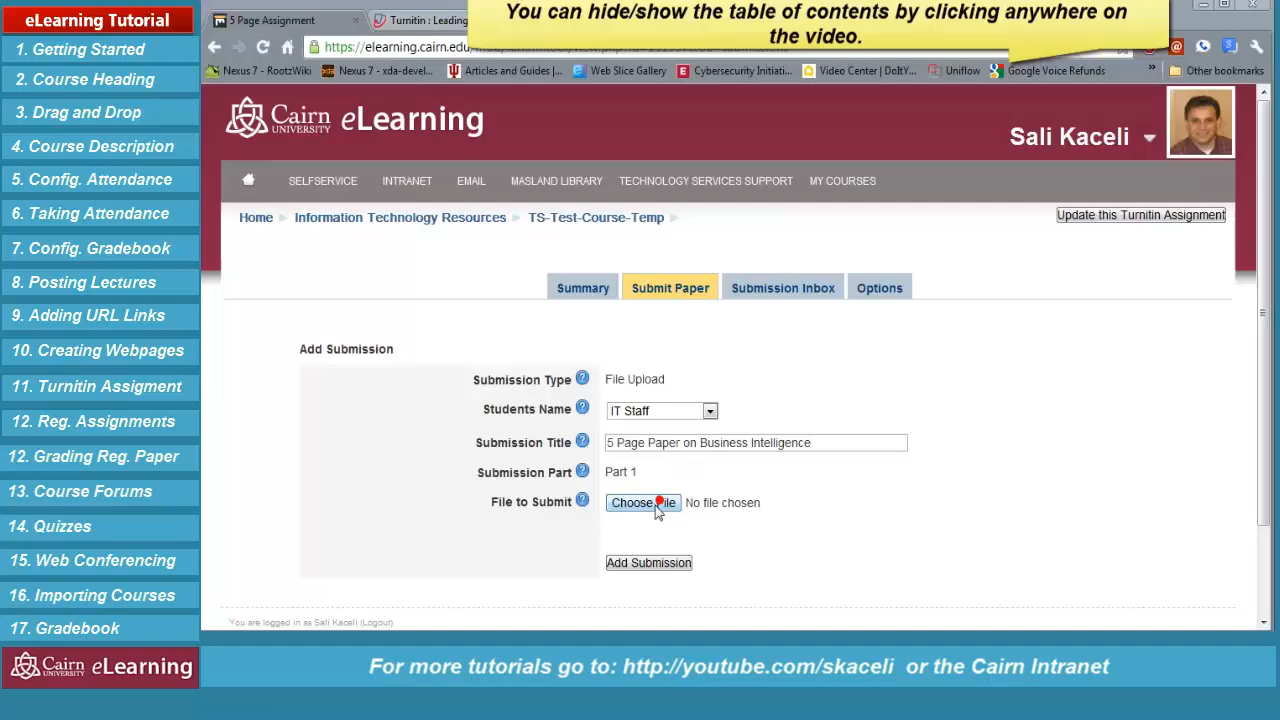 You can hide/show the table of contents by clicking anywhere on
the video.
eLearning Tutorial
1. Getting Started
2. Course Heading
3. Drag and Drop
4. Course Description
5. Config. Attendance
6. Taking Attendance
7. Config. Gradebook
8. Posting Lectures
9. Adding URL Links
10. Creating Webpages
11. Turnitin Assigment
12. Reg. Assignments
12. Grading Reg. Paper
13. Course Forums
14. Quizzes
15. Web Conferencing
16. Importing Courses
17. Gradebook
Cairn UNIVERSITY eLearning
5 Page Assignment
Turnitin : Leading
https://elearning.cairn.edu
Nexus 7 - RootzWiki
Nexus 7 - xda-devel...
Articles and Guides |...
Web Slice Gallery
Cybersecurity Initiati...
Video Center | DoItY...
Uniflow
Google Voice Refunds
Other bookmarks
Cairn UNIVERSITY eLearning
Sali Kaceli
SELFSERVICE INTRANET EMAIL MASLAND LIBRARY TECHNOLOGY SERVICES SUPPORT MY COURSES
Home Information Technology Resources TS-Test-Course-Temp
Update this Turnitin Assignment
Summary Submit Paper Submission Inbox Options
Add Submission
Submission Type File Upload
Students Name IT Staff
Submission Title 5 Page Paper on Business Intelligence
Submission Part Part 1
File to Submit Choose File No file chosen
Add Submission
You are logged in as Sali Kaceli (Logout)
For more tutorials go to: http://youtube.com/skaceli or the Cairn Intranet